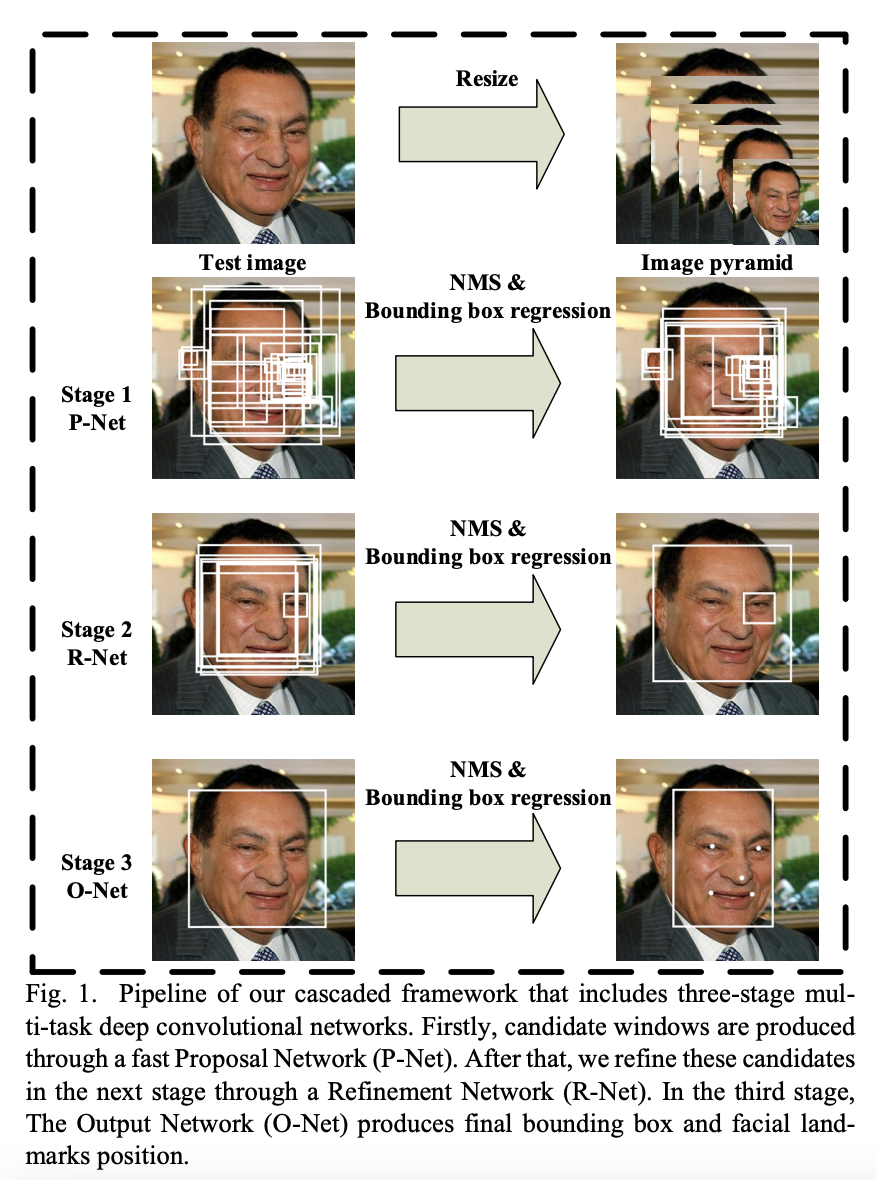 Resize
Test image
Image pyramid
NMS &
Bounding box regression
Stage 1
P-Net
NMS &
Bounding box regression
Stage 2
R-Net
NMS &
Bounding box regression
Stage 3
O-Net
Fig. 1.  Pipeline of our cascaded framework that includes three-stage mul-
ti-task deep convolutional networks. Firstly, candidate windows are produced
through a fast Proposal Network (P-Net). After that, we refine these candidates
in the next stage through a Refinement Network (R-Net). In the third stage,
The Output Network (O-Net) produces final bounding box and facial land-
marks position.